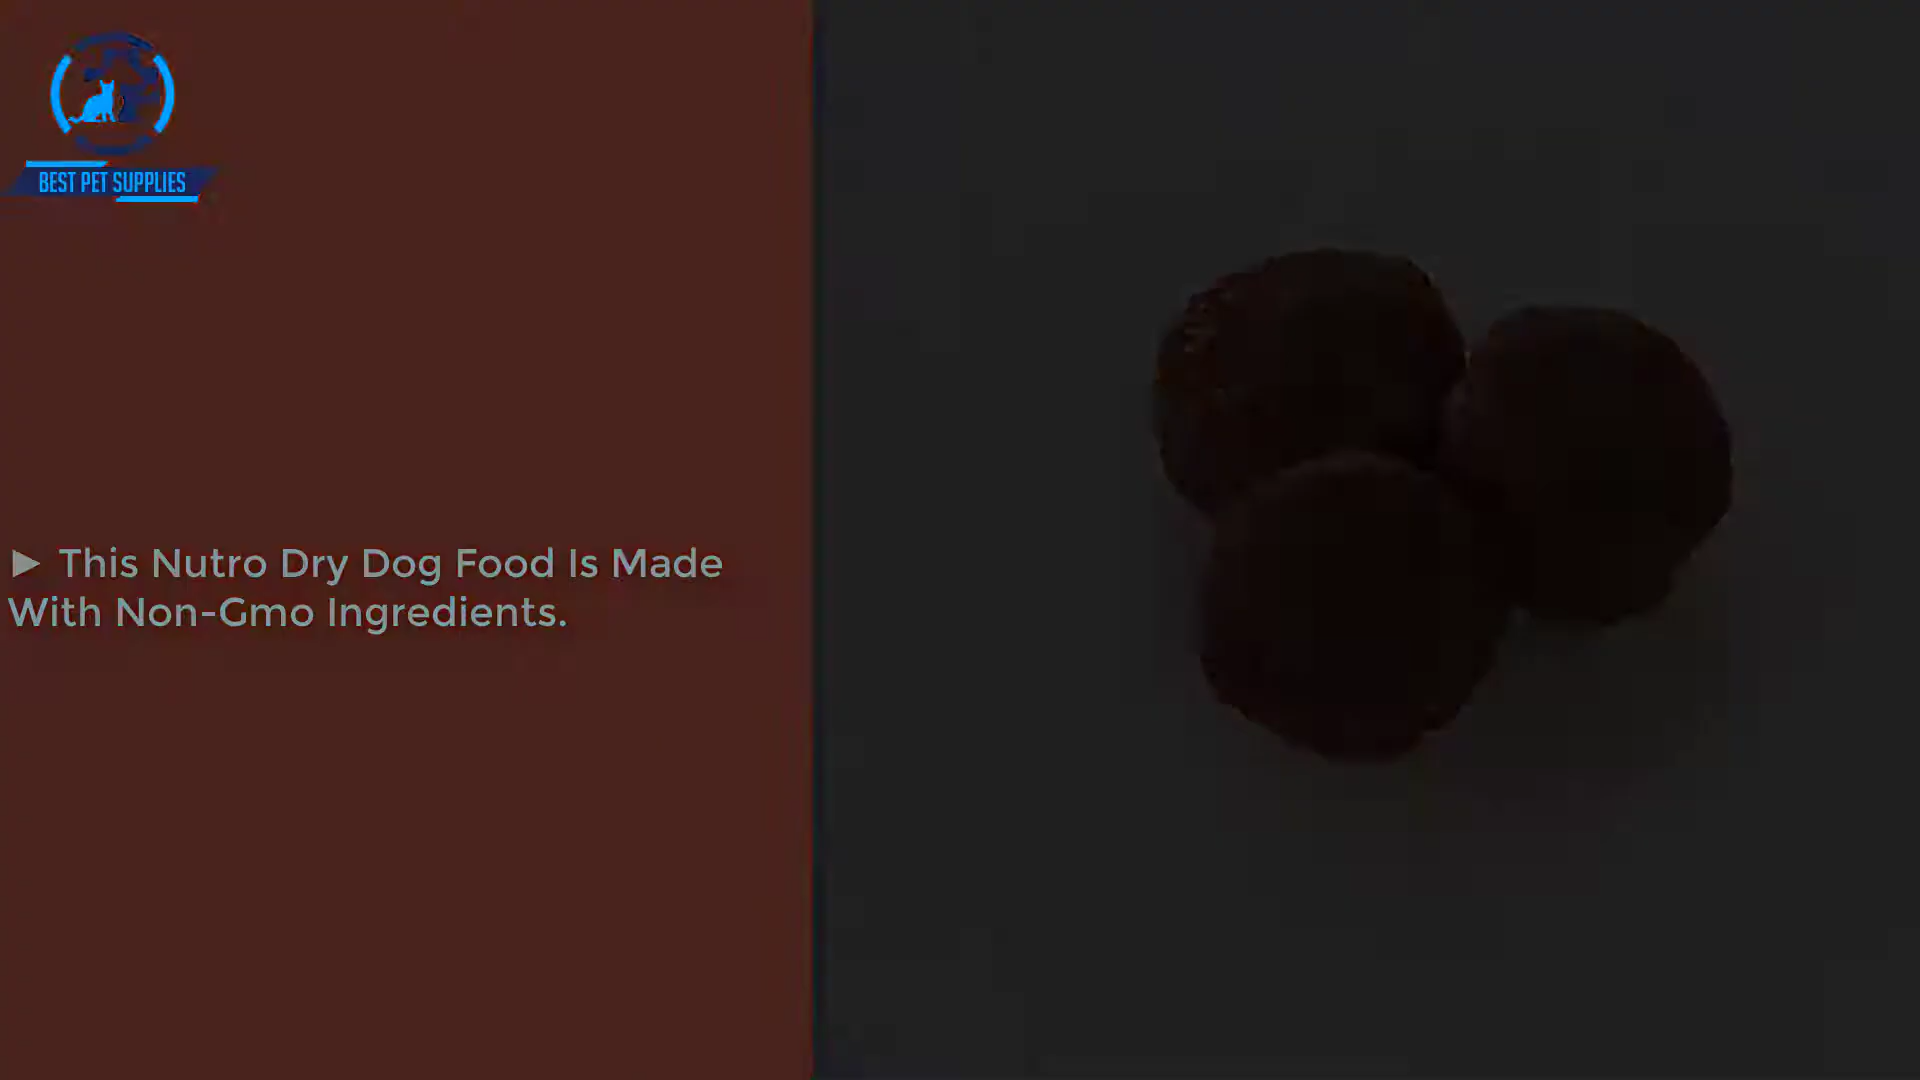 BEST PET SUPPLIES
► This Nutro Dry Dog Food Is Made
With Non-Gmo Ingredients.